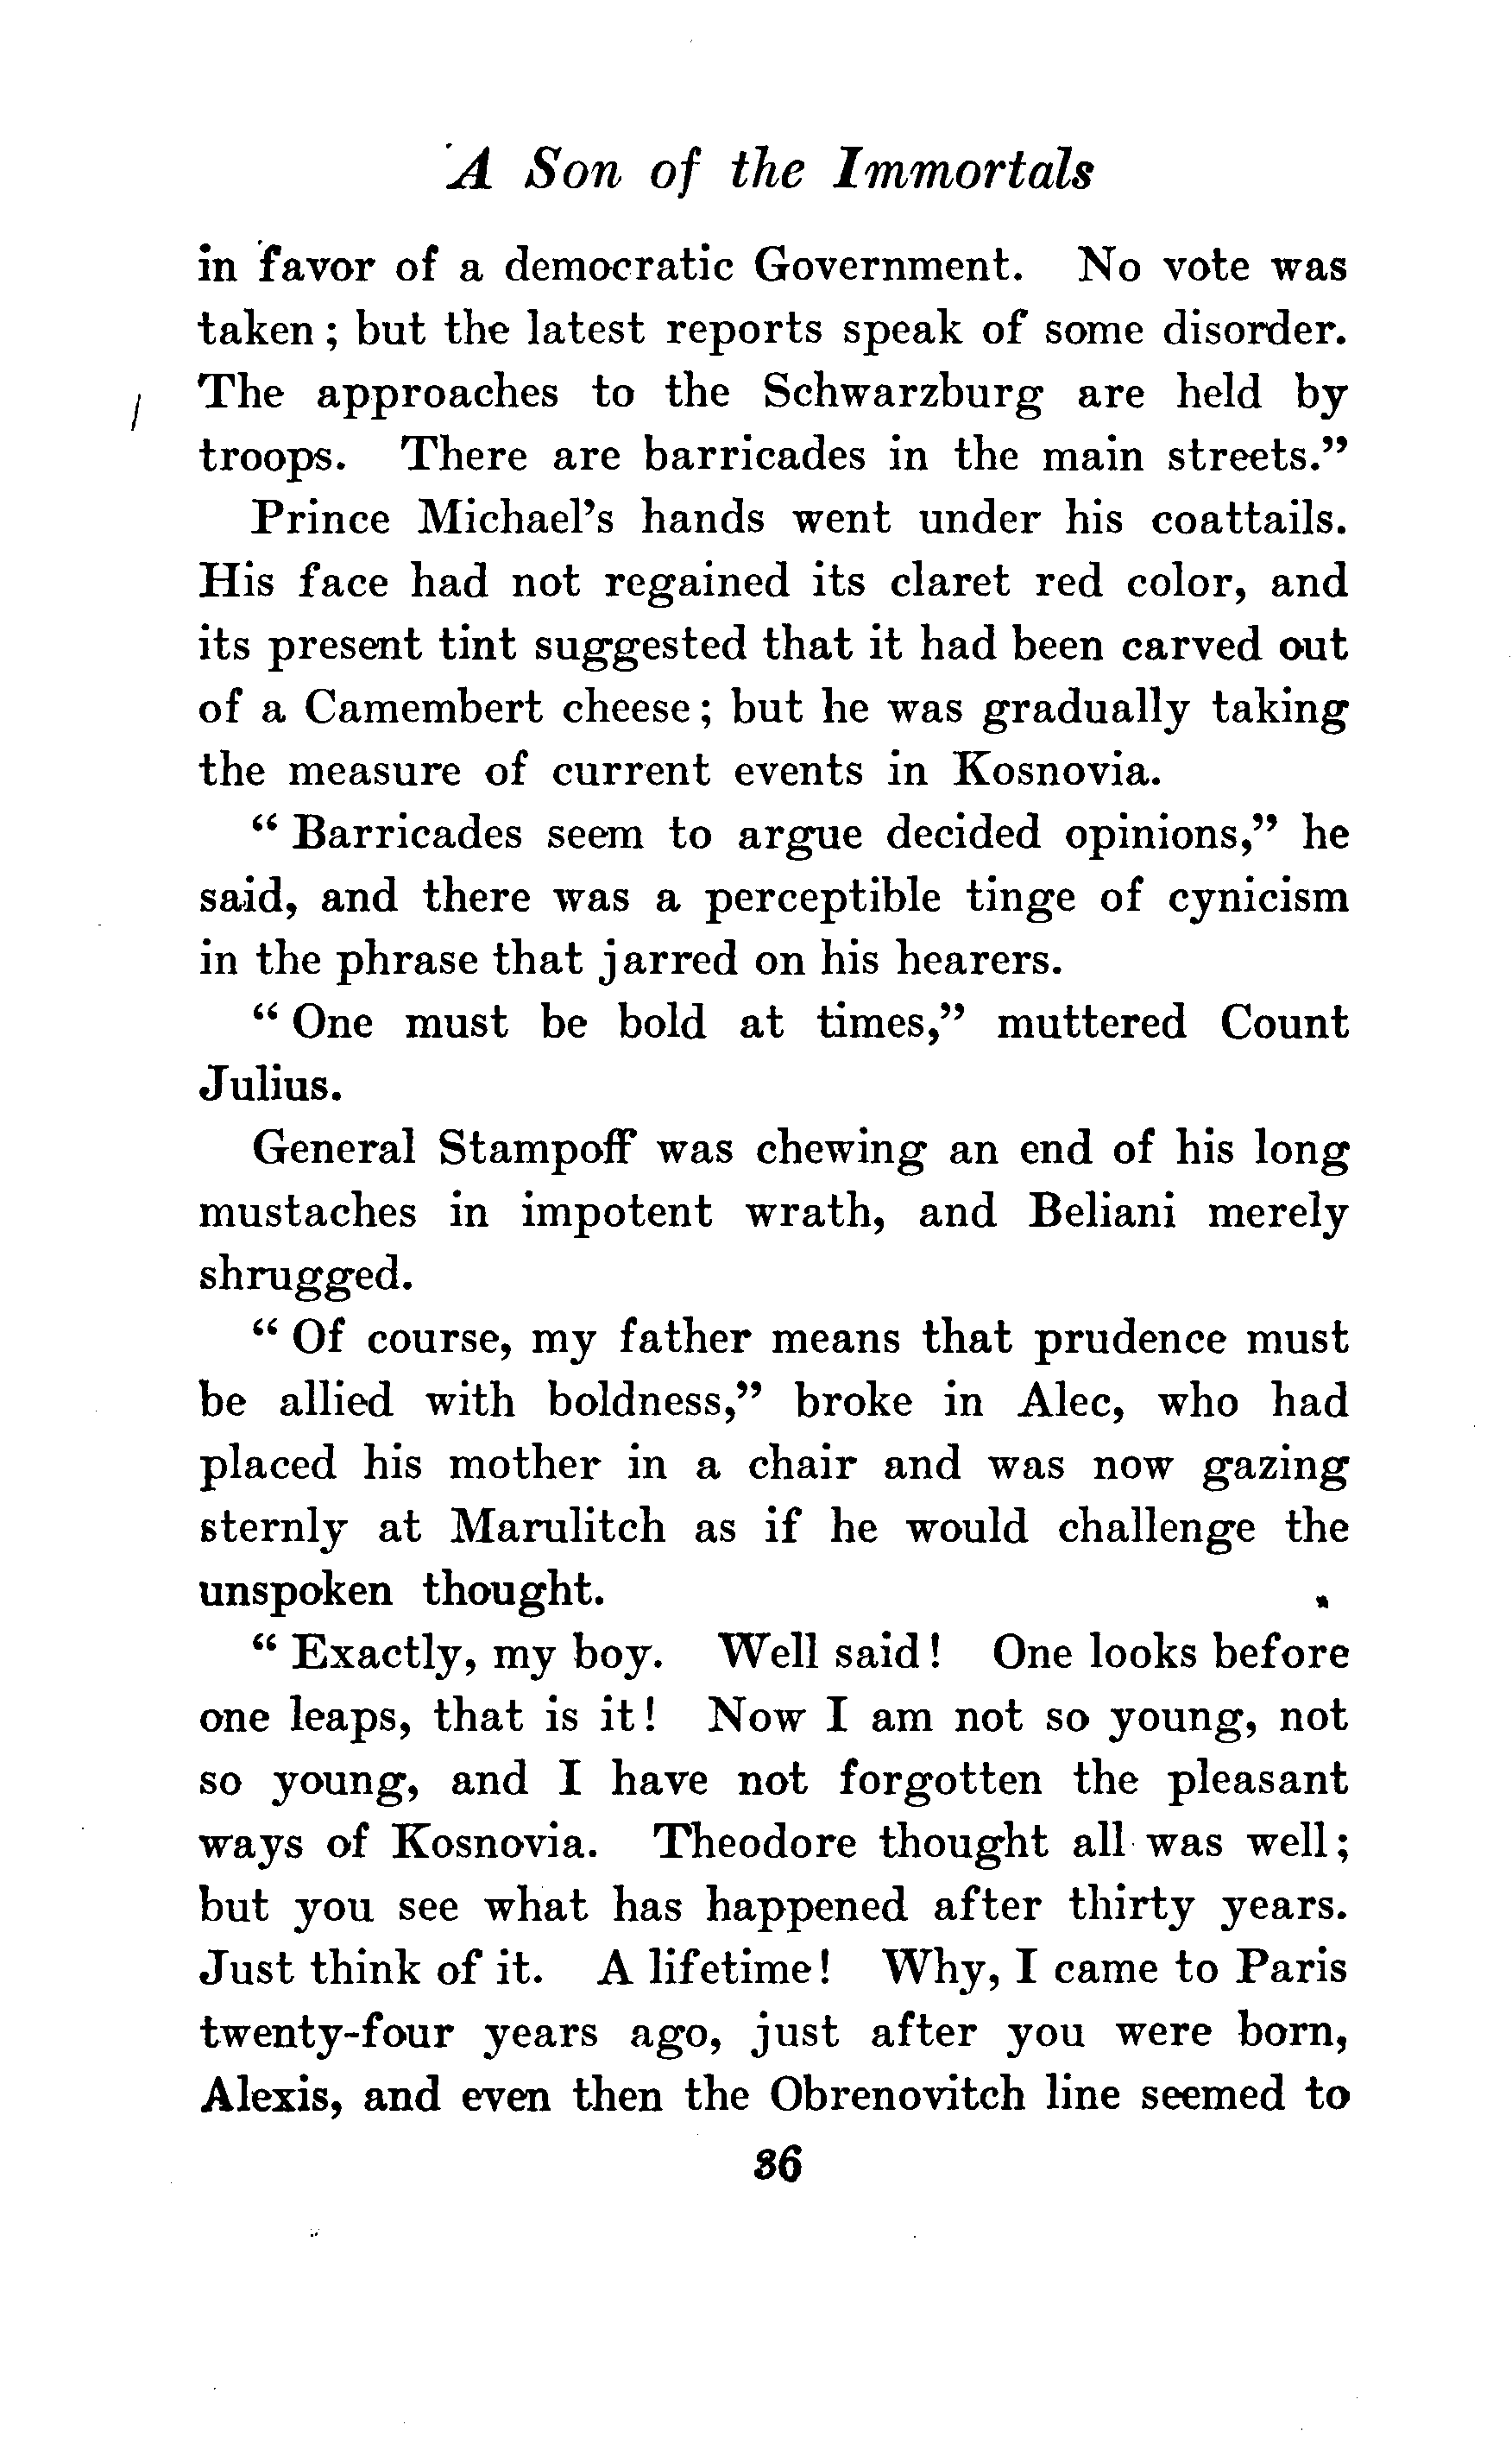 A Son of the Immortals
in favor of a democratic Government. No vote was
taken; but the latest reports speak of some disorder.
The approaches to the Schwarzburg are held by
troops. There are barricades in the main streets."
Prince Michael's hands went under his coattails.
His face had not regained its claret red color, and
its present tint suggested that it had been carved out
of a Camembert cheese; but he was gradually taking
the measure of current events in Kosnovia.
"Barricades seem to argue decided opinions," he
said, and there was a perceptible tinge of cynicism
in the phrase that jarred on his hearers.
"One must be bold at times," muttered Count
Julius.
General Stampoff was chewing an end of his long
mustaches in impotent wrath, and Beliani merely
shrugged.
"Of course, my father means that prudence must
be allied with boldness," broke in Alec, who had
placed his mother in a chair and was now gazing
sternly at Marulitch as if he would challenge the
unspoken thought.
"Exactly, my boy. Well said! One looks before
one leaps, that is it! Now I am not so young, not
so young, and I have not forgotten the pleasant
ways of Kosnovia. Theodore thought all was well;
but you see what has happened after thirty years.
Just think of it. A lifetime! Why, I came to Paris
twenty-four years ago, just after you were born,
Alexis, and even then the Obrenovitch line seemed to
36